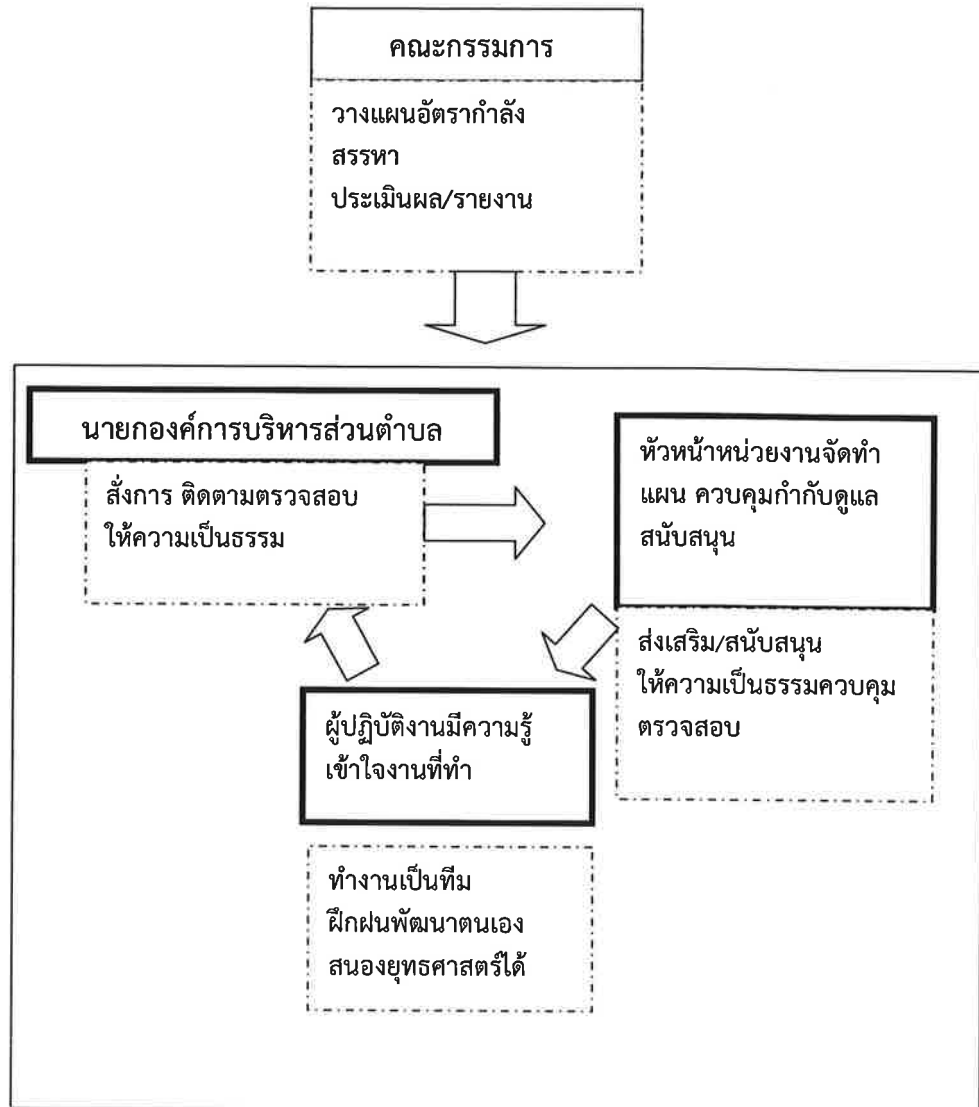 คณะกรรมการ
วางแผนอัตรากำลัง
สรรหา
ประเมินผล/รายงาน
นายกองค์การบริหารส่วนตำบล
สั่งการ ติดตามตรวจสอบ
ให้ความเป็นธรรม
หัวหน้าหน่วยงานจัดทำ
แผน ควบคุมกำกับดูแล
สนับสนุน
ส่งเสริม/สนับสนุน
ให้ความเป็นธรรมควบคุม
ตรวจสอบ
ผู้ปฏิบัติงานมีความรู้
เข้าใจงานที่ทำ
ทำงานเป็นทีม
ฝึกฝนพัฒนาตนเอง
สนองยุทธศาสตร์ได้